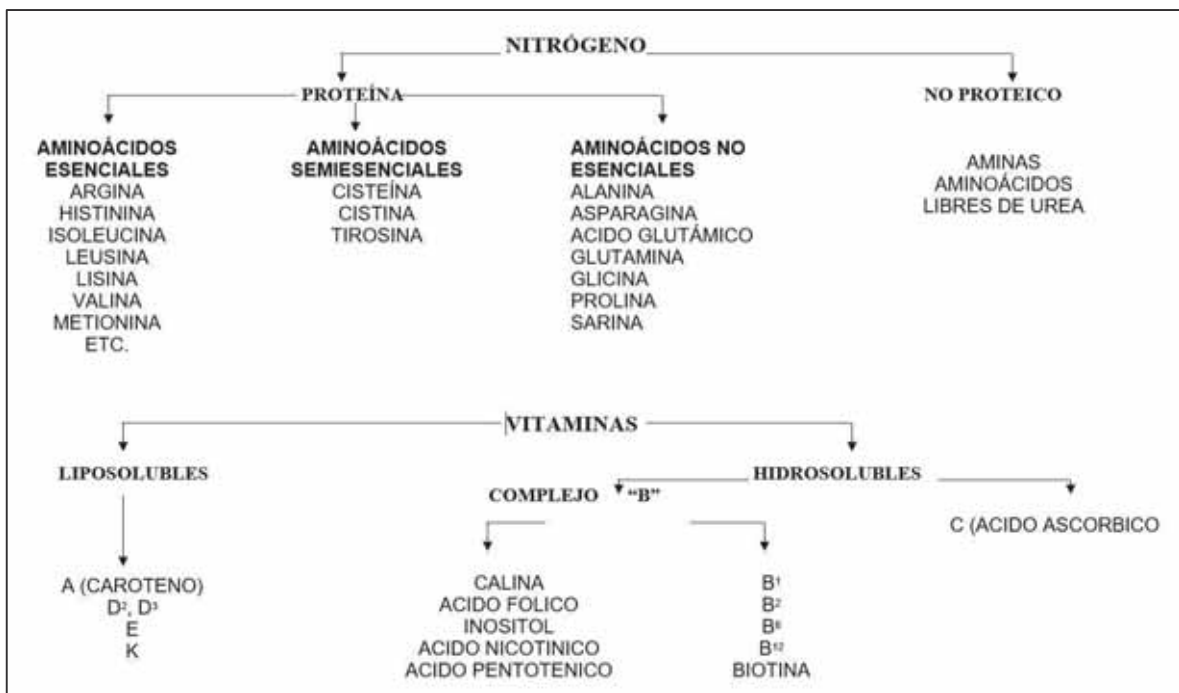 NITRÓGENO
PROTEÍNA
NO PROTEICO
AMINOÁCIDOS
ESENCIALES
ARGINA
HISTININA
ISOLEUCINA
LEUSINA
LISINA
VALINA
METIONINA
ETC.
AMINOÁCIDOS
SEMIESENCIALES
CISTEÍNA
CISTINA
TIROSINA
AMINOÁCIDOS NO
ESENCIALES
ALANINA
ASPARAGINA
ACIDO GLUTÁMICO
GLUTAMINA
GLICINA
PROLINA
SARINA
AMINAS
AMINOÁCIDOS
LIBRES DE UREA
VITAMINAS
LIPOSOLUBLES
A (CAROTENO)
D², D³
E
K
HIDROSOLUBLES
COMPLEJO "B"
CALINA
ACIDO FOLICO
INOSITOL
ACIDO NICOTINICO
ACIDO PENTOTENICO
B¹
B²
B⁶
B¹²
BIOTINA
C (ACIDO ASCORBICO